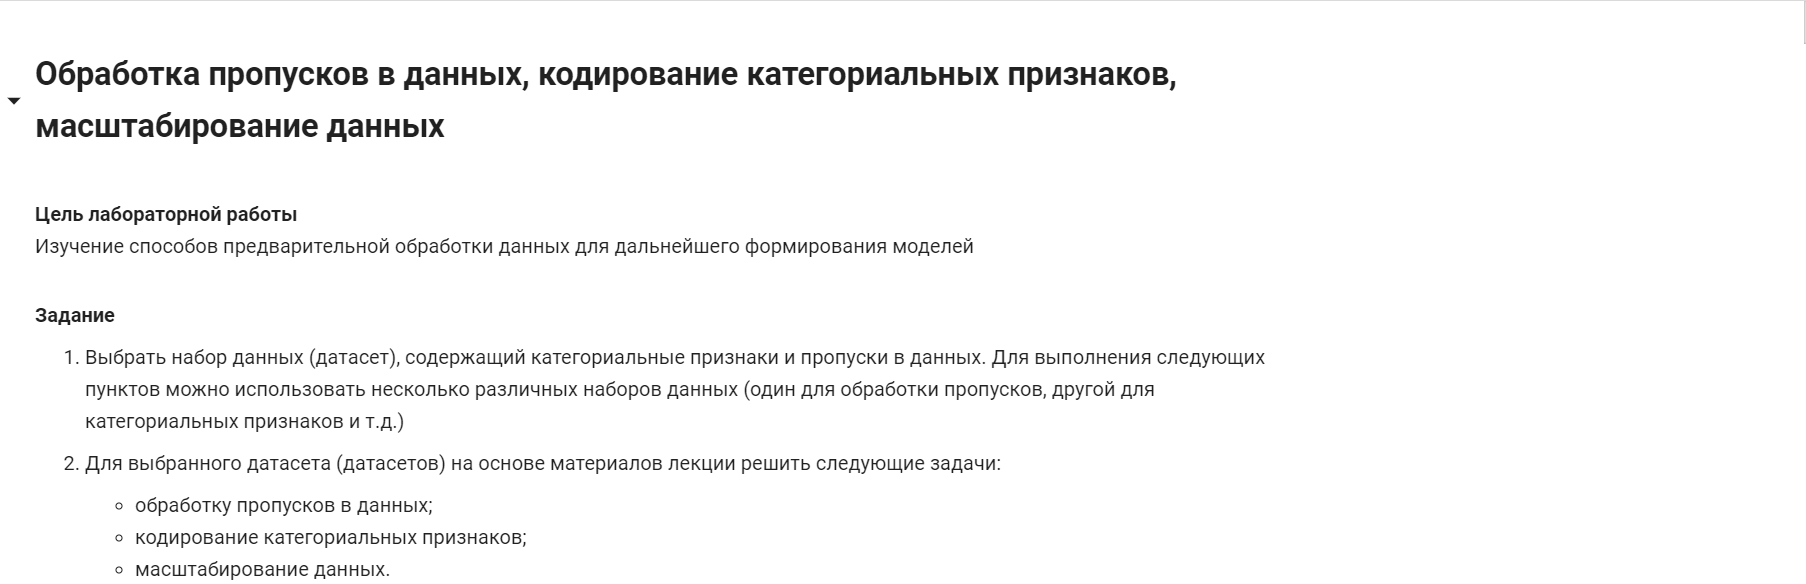 Обработка пропусков в данных, кодирование категориальных признаков,
масштабирование данных
Цель лабораторной работы
Изучение способов предварительной обработки данных для дальнейшего формирования моделей
Задание
1. Выбрать набор данных (датасет), содержащий категориальные признаки и пропуски в данных. Для выполнения следующих
пунктов можно использовать несколько различных наборов данных (один для обработки пропусков, другой для
категориальных признаков и т.д.)
2. Для выбранного датасета (датасетов) на основе материалов лекции решить следующие задачи:
◦ обработку пропусков в данных;
◦ кодирование категориальных признаков;
◦ масштабирование данных.